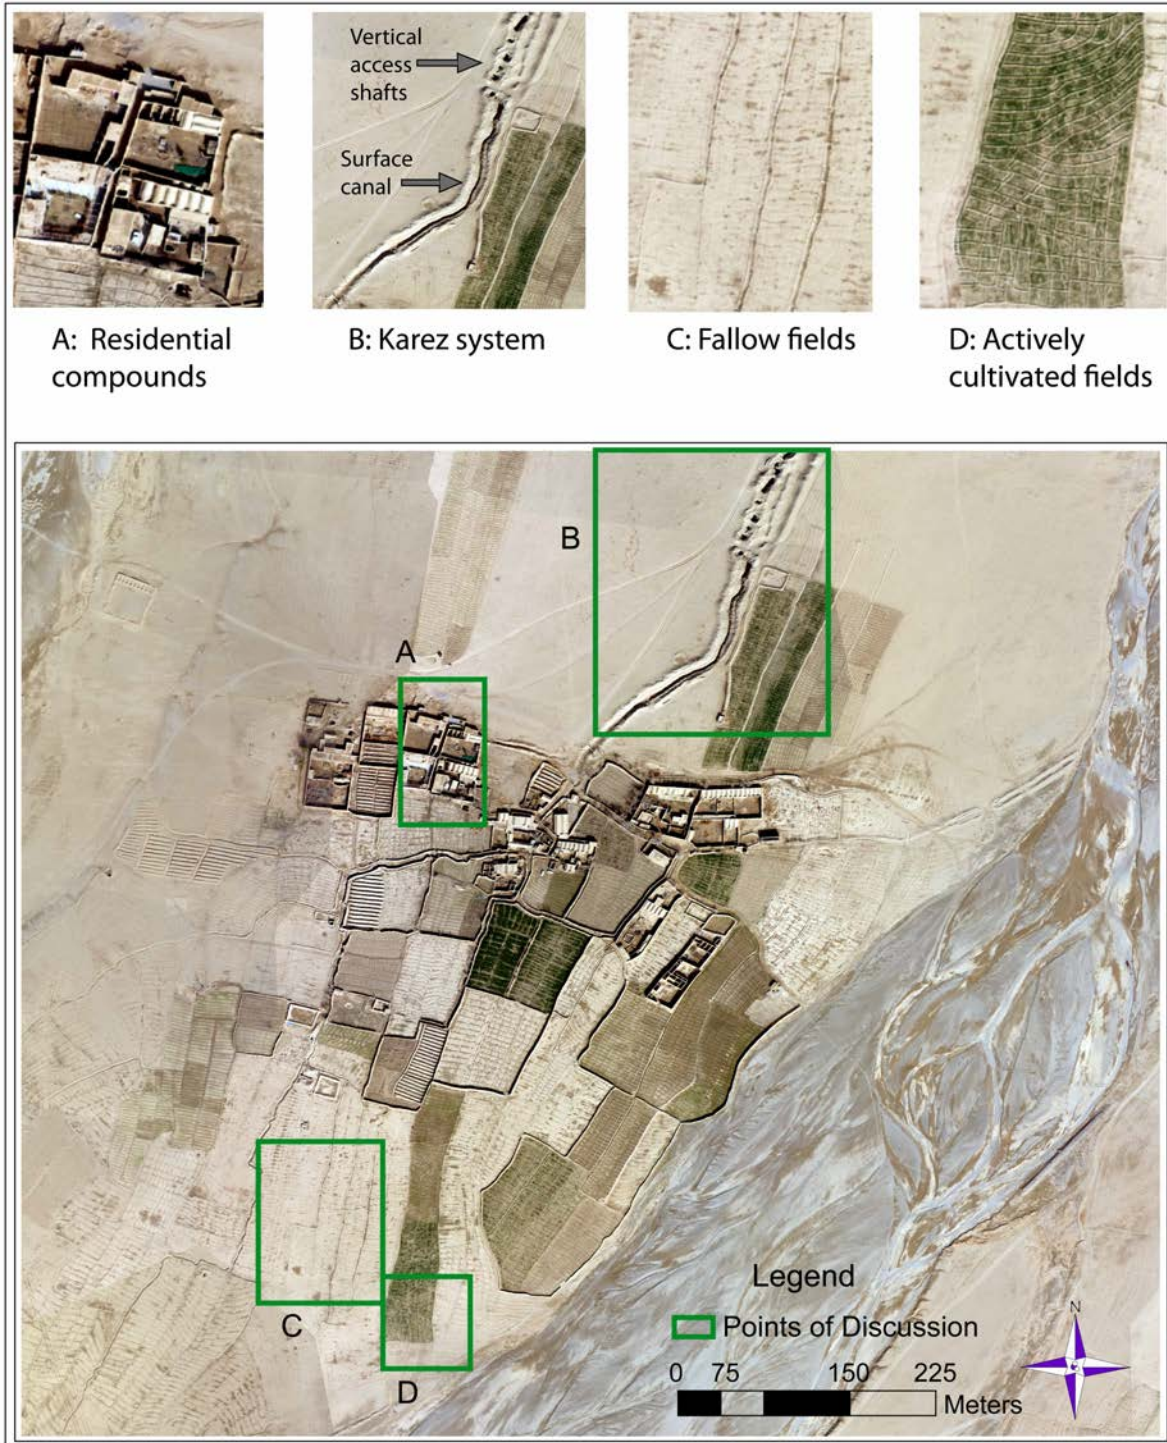 Vertical
access
shafts
Surface
canal
A: Residential
compounds
B: Karez system
C: Fallow fields
D: Actively
cultivated fields
B
A
C
D
Legend
Points of Discussion
0 75 150 225
Meters
N